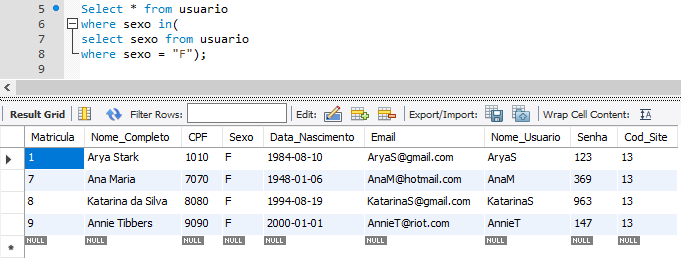 5 Select * from usuario
6 where sexo in(
7 select sexo from usuario
8 where sexo = "F");
9
Result Grid Filter Rows: Edit: Export/Import: Wrap Cell Content: IA
Matricula Nome_Completo CPF Sexo Data_Nascimento Email Nome_Usuario Senha Cod_Site
1 Arya Stark 1010 F 1984-08-10 AryaS@gmail.com AryaS 123 13
7 Ana Maria 7070 F 1948-01-06 AnaM@hotmail.com AnaM 369 13
8 Katarina da Silva 8080 F 1994-08-19 KatarinaS@gmail.com KatarinaS 963 13
9 Annie Tibbers 9090 F 2000-01-01 AnnieT@riot.com AnnieT 147 13
NULL NULL NULL NULL NULL NULL NULL NULL NULL